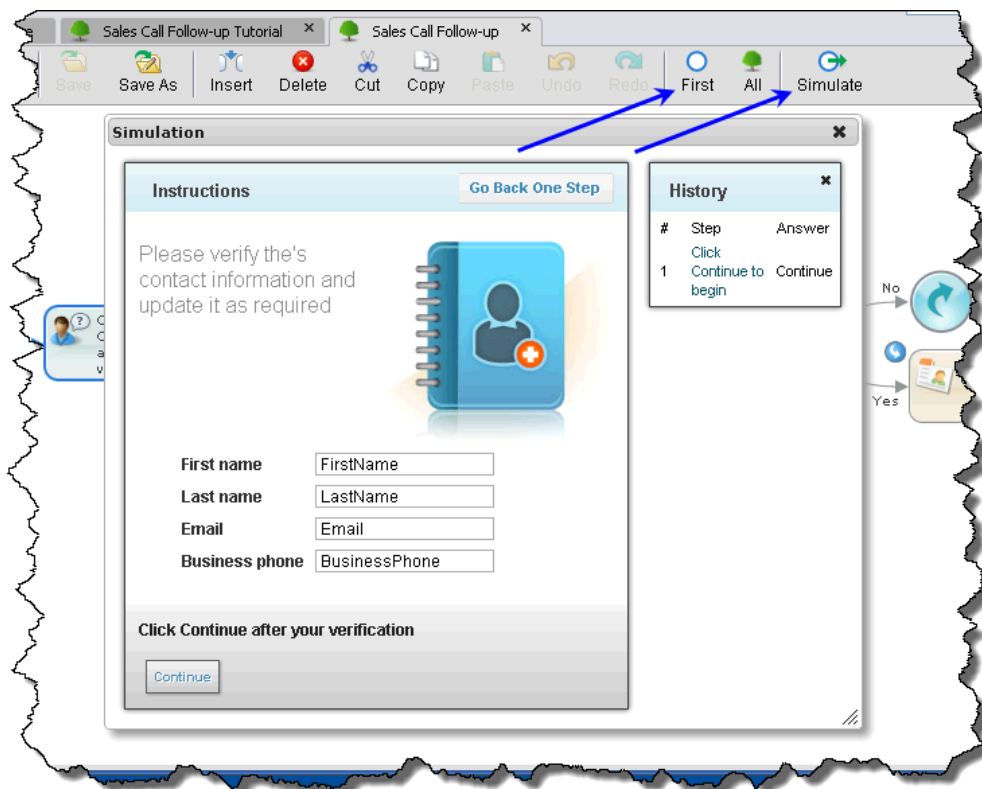 Sales Call Follow-up Tutorial
Sales Call Follow-up
Save
Save As
Insert
Delete
Cut
Copy
Paste
Undo
Redo
First
All
Simulate
Simulation
Instructions
Go Back One Step
Please verify the's
contact information and
update it as required
First name FirstName
Last name LastName
Email Email
Business phone BusinessPhone
Click Continue after your verification
Continue
History
# Step Answer
1 Click Continue
Continue to
begin
No
Yes